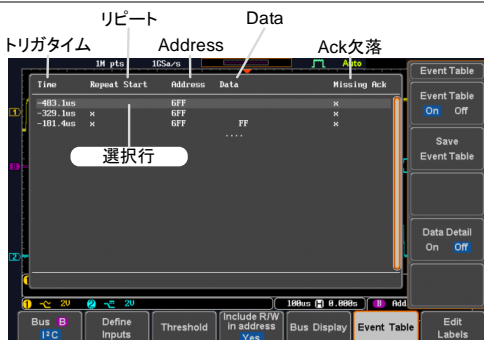 リピート Data
トリガタイム Address Ack欠落
1M pts 1GSa/s Auto
Event Table
Time Repeat Start Address Data Missing Ack
-483.1us 6FF x
-329.1us x 6FF x
-181.4us x 6FF FF x
....
選択行
Event Table
On Off
Save
Event Table
Data Detail
On Off
1 2V 2 2V 100us H 0.000s B Add
Bus B
I²C
Define
Inputs
Threshold
Include R/W
in address
Yes
Bus Display
Event Table
Edit
Labels